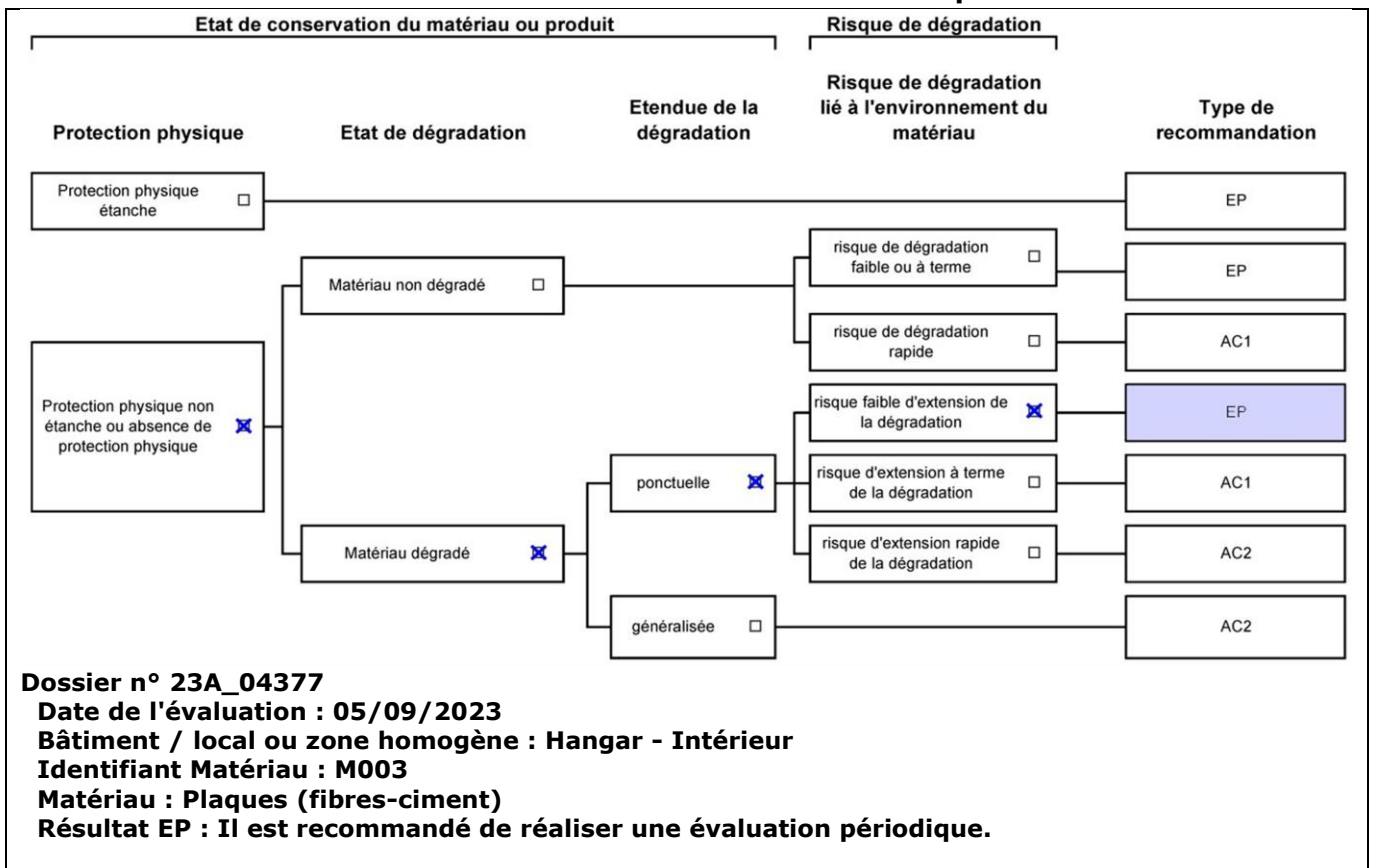 Etat de conservation du matériau ou produit
Risque de dégradation
Protection physique
Etat de dégradation
Etendue de la
dégradation
Risque de dégradation
lié à l'environnement du
matériau
Type de
recommandation
Protection physique
étanche
EP
risque de dégradation
faible ou à terme
EP
Matériau non dégradé
risque de dégradation
rapide
AC1
Protection physique non
étanche ou absence de
protection physique
risque faible d'extension de
la dégradation
EP
ponctuelle
risque d'extension à terme
de la dégradation
AC1
Matériau dégradé
risque d'extension rapide
de la dégradation
AC2
généralisée
AC2
Dossier n° 23A_04377
Date de l'évaluation : 05/09/2023
Bâtiment / local ou zone homogène : Hangar - Intérieur
Identifiant Matériau : M003
Matériau : Plaques (fibres-ciment)
Résultat EP : Il est recommandé de réaliser une évaluation périodique.